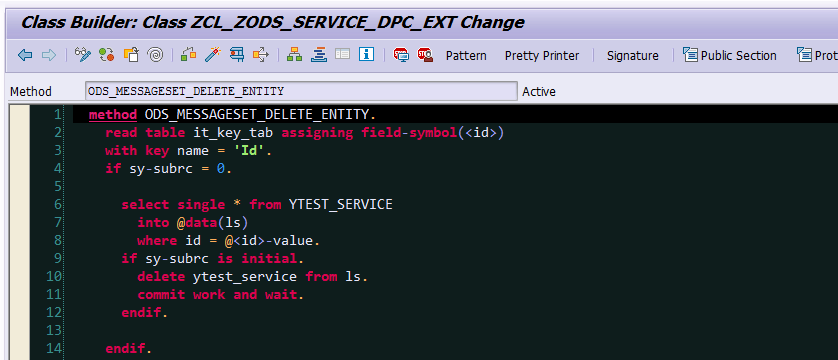 Class Builder: Class ZCL_ZODS_SERVICE_DPC_EXT Change
Pattern Pretty Printer Signature Public Section Prot
Method ODS_MESSAGESET_DELETE_ENTITY Active
1 method ODS_MESSAGESET_DELETE_ENTITY.
2 read table it_key_tab assigning field-symbol(<id>)
3 with key name = 'Id'.
4 if sy-subrc = 0.
5
6 select single * from YTEST_SERVICE
7 into @data(ls)
8 where id = @<id>-value.
9 if sy-subrc is initial.
10 delete ytest_service from ls.
11 commit work and wait.
12 endif.
13
14 endif.